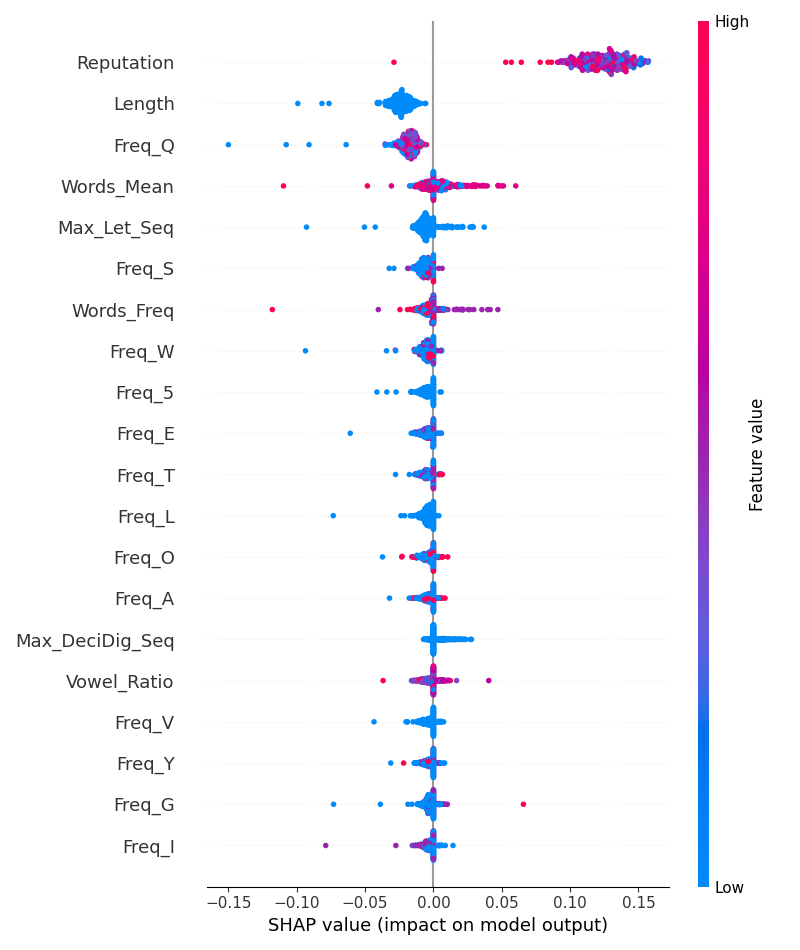 High
Reputation
Length
Freq_Q
Words_Mean
Max_Let_Seq
Freq_S
Words_Freq
Freq_W
Freq_5
Freq_E
Freq_T
Freq_L
Freq_O
Freq_A
Max_DeciDig_Seq
Vowel_Ratio
Freq_V
Freq_Y
Freq_G
Freq_I
Feature value
Low
−0.15 −0.10 −0.05 0.00 0.05 0.10 0.15
SHAP value (impact on model output)